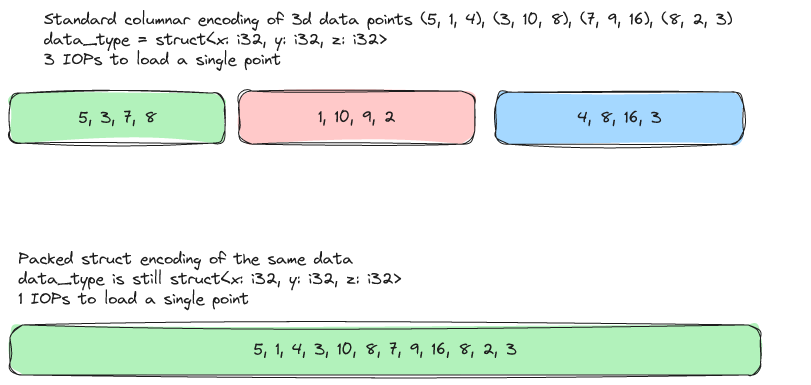 Standard columnar encoding of 3d data points (5, 1, 4), (3, 10, 8), (7, 9, 16), (8, 2, 3)
data_type = struct<x: i32, y: i32, z: i32>
3 IOPs to load a single point
5, 3, 7, 8
1, 10, 9, 2
4, 8, 16, 3
Packed struct encoding of the same data
data_type is still struct<x: i32, y: i32, z: i32>
1 IOPs to load a single point
5, 1, 4, 3, 10, 8, 7, 9, 16, 8, 2, 3